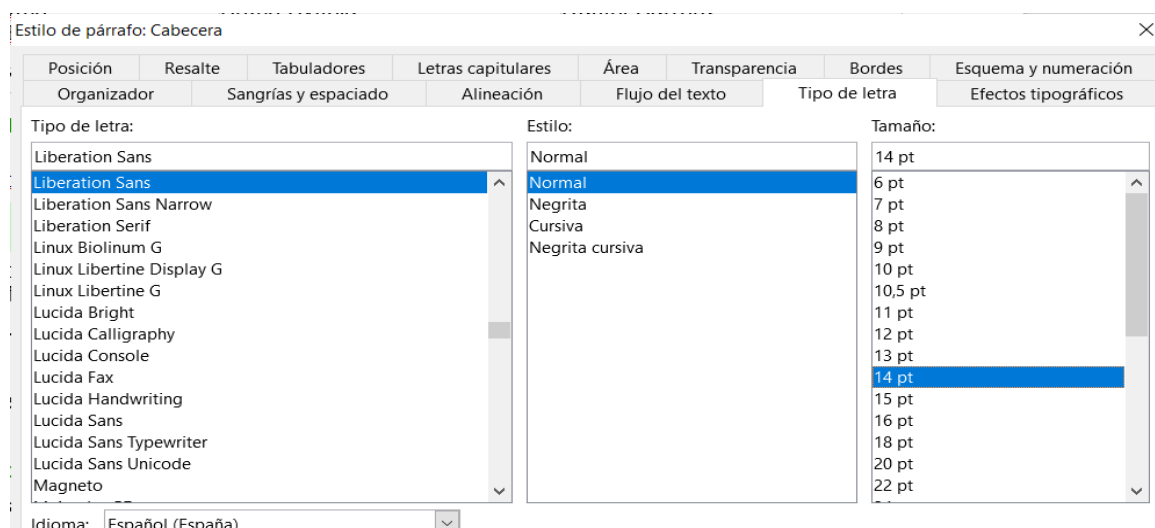 Estilo de párrafo: Cabecera
Posición Resalte Tabuladores Letras capitulares Área Transparencia Bordes Esquema y numeración
Organizador Sangrías y espaciado Alineación Flujo del texto Tipo de letra Efectos tipográficos
Tipo de letra: Estilo: Tamaño:
Liberation Sans Normal 14 pt
Liberation Sans Normal 6 pt
Liberation Sans Narrow Negrita 7 pt
Liberation Serif Cursiva 8 pt
Linux Biolinum G Negrita cursiva 9 pt
Linux Libertine Display G 10 pt
Linux Libertine G 10,5 pt
Lucida Bright 11 pt
Lucida Calligraphy 12 pt
Lucida Console 13 pt
Lucida Fax 14 pt
Lucida Handwriting 15 pt
Lucida Sans 16 pt
Lucida Sans Typewriter 18 pt
Lucida Sans Unicode 20 pt
Magneto 22 pt
Idioma: Español (España)